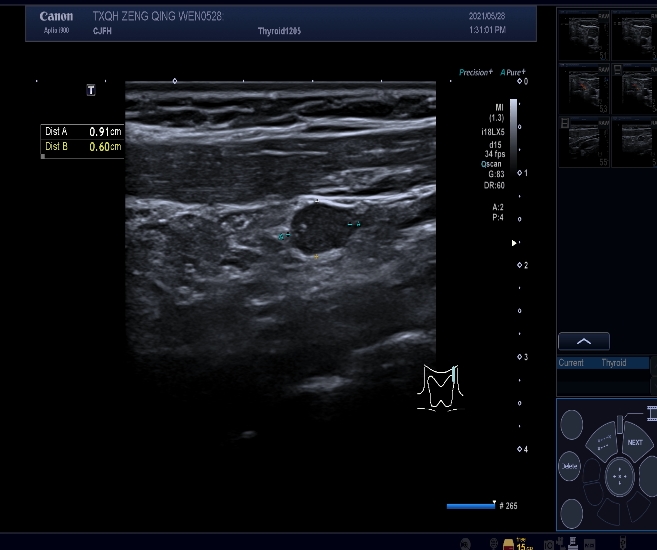 Canon
TXQH ZENG QING WEN0528.
2021/05/28
Aplio i900
CJFH
Thyroid1205
1:31:01 PM
Precision+ A Pure+
T
0
MI
(1.3)
Dist A 0.91cm
Dist B 0.60cm
i18LX5
d15
34 fps
Qscan
G:83
DR:60
1
A:2
P:4
2
3
4
Current Thyroid
NEXT
Delete
# 265